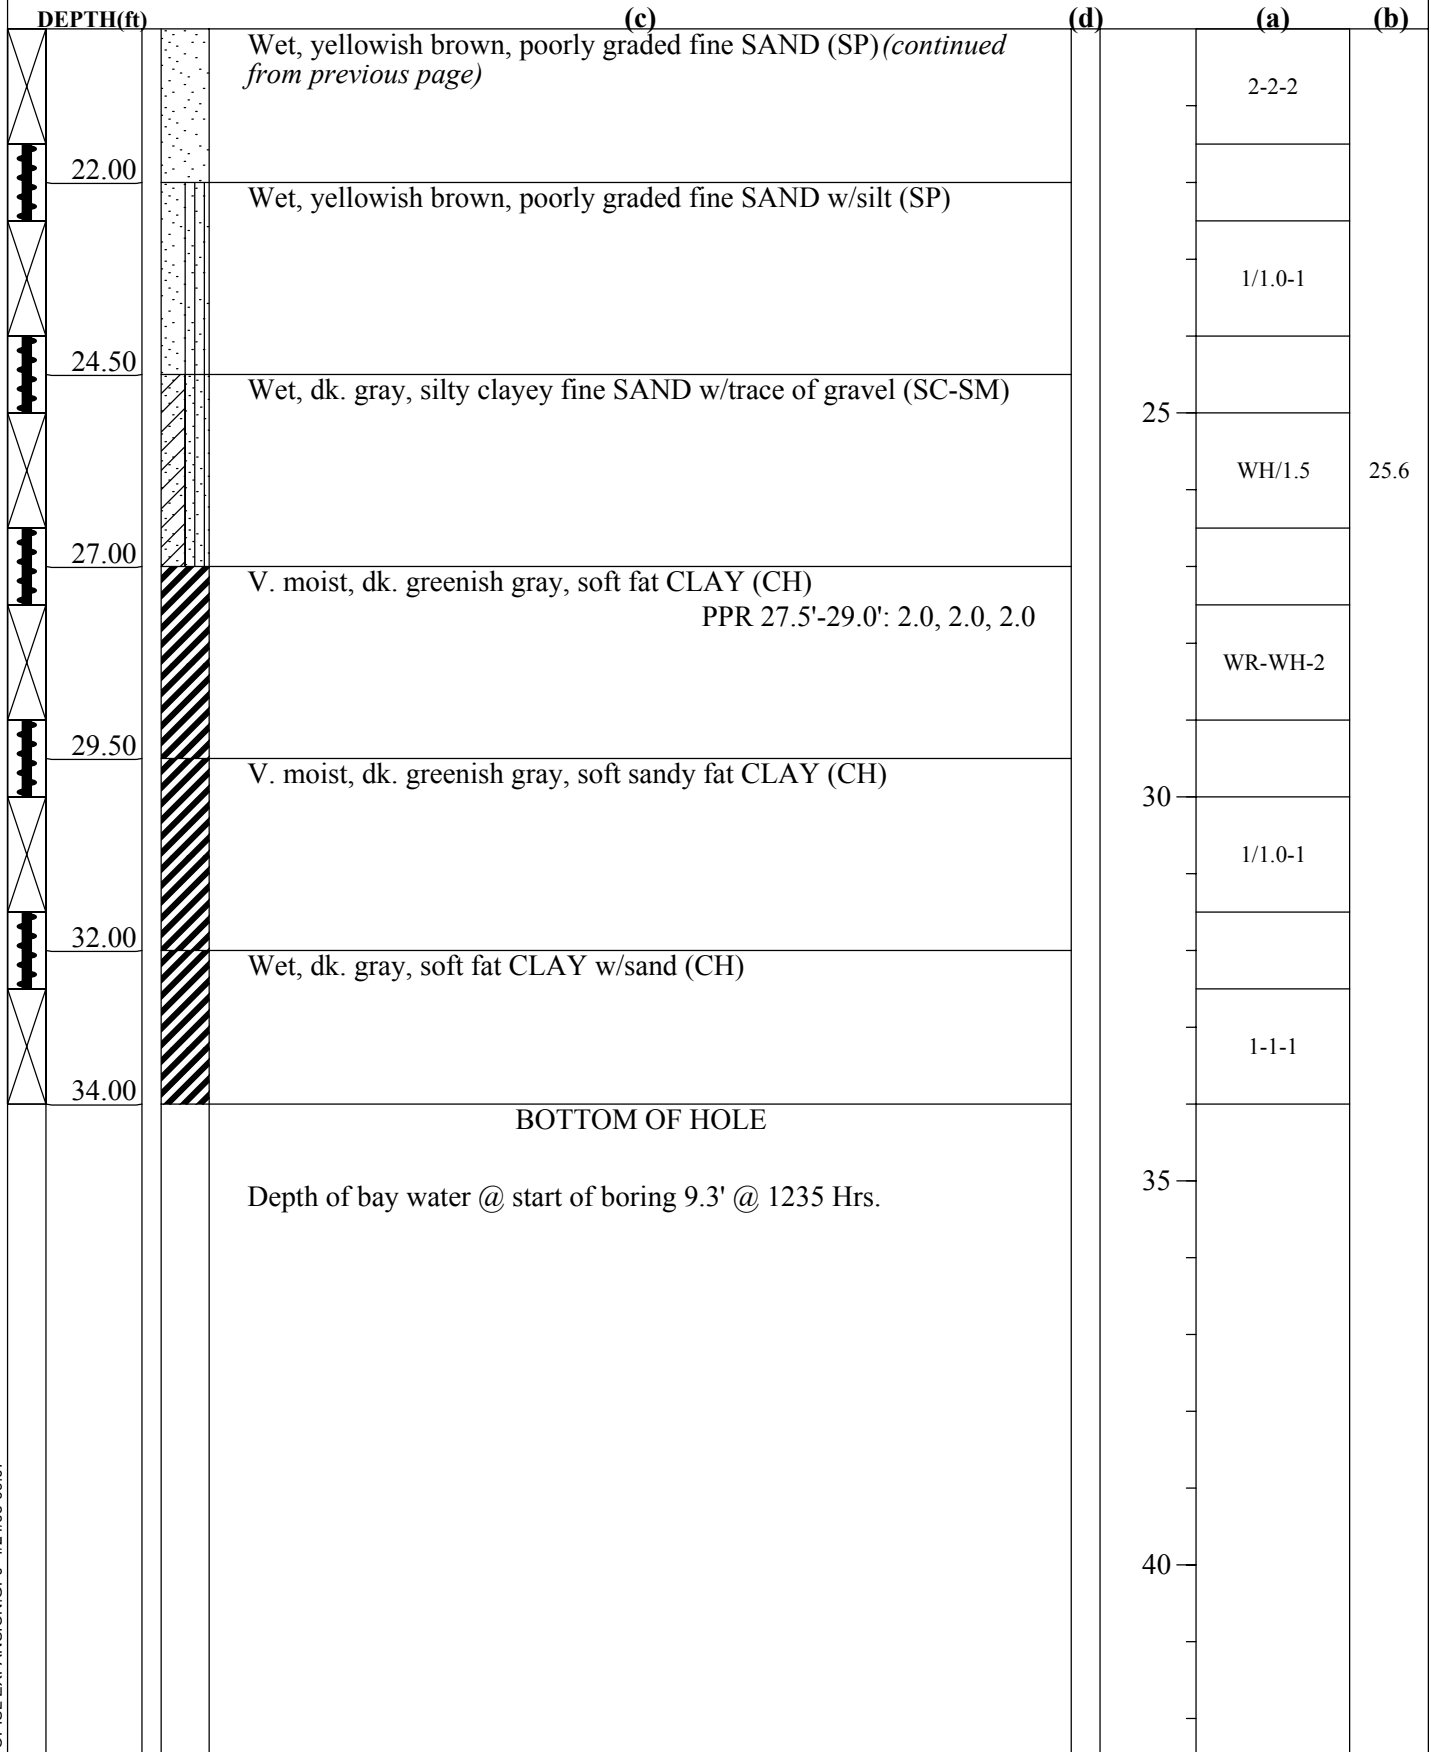 DEPTH(ft) (c) (d) (a) (b)
Wet, yellowish brown, poorly graded fine SAND (SP)(continued
from previous page)
2-2-2
22.00
Wet, yellowish brown, poorly graded fine SAND w/silt (SP)
1/1.0-1
24.50
Wet, dk. gray, silty clayey fine SAND w/trace of gravel (SC-SM)
25
WH/1.5 25.6
27.00
V. moist, dk. greenish gray, soft fat CLAY (CH)
PPR 27.5'-29.0': 2.0, 2.0, 2.0
WR-WH-2
29.50
V. moist, dk. greenish gray, soft sandy fat CLAY (CH)
30
1/1.0-1
32.00
Wet, dk. gray, soft fat CLAY w/sand (CH)
1-1-1
34.00
BOTTOM OF HOLE
35
Depth of bay water @ start of boring 9.3' @ 1235 Hrs.
40